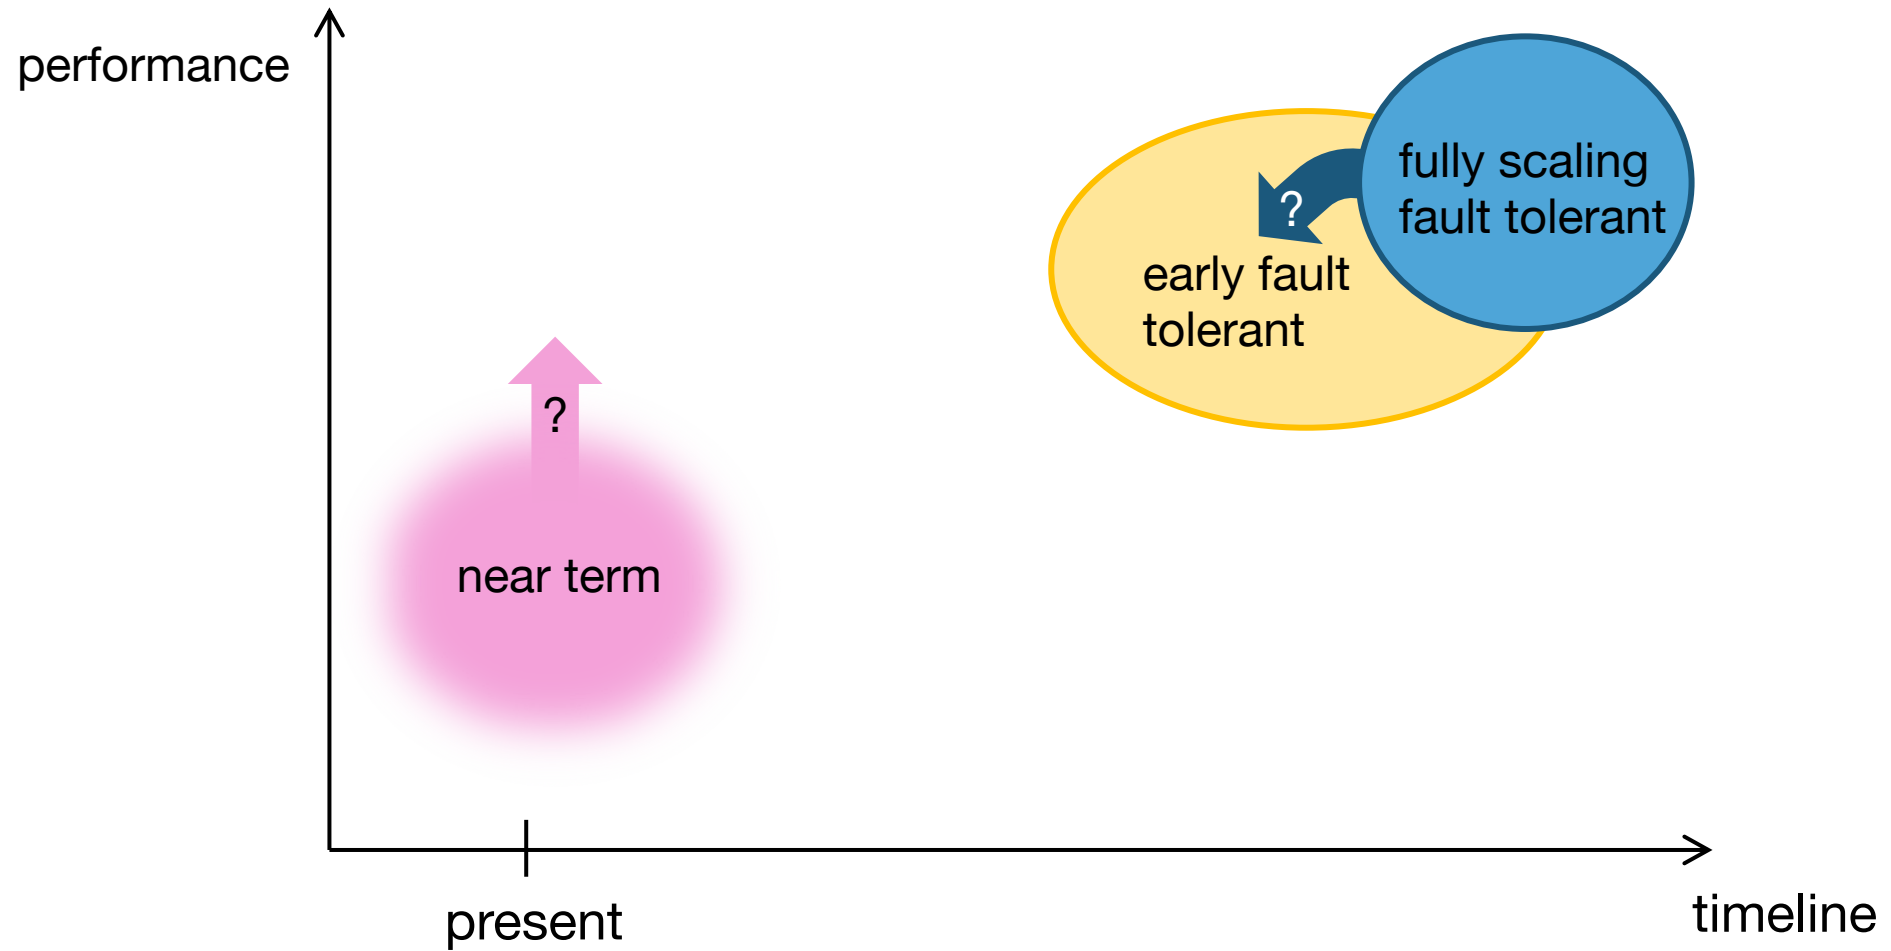 performance
fully scaling
fault tolerant
?
early fault
tolerant
?
near term
present
timeline